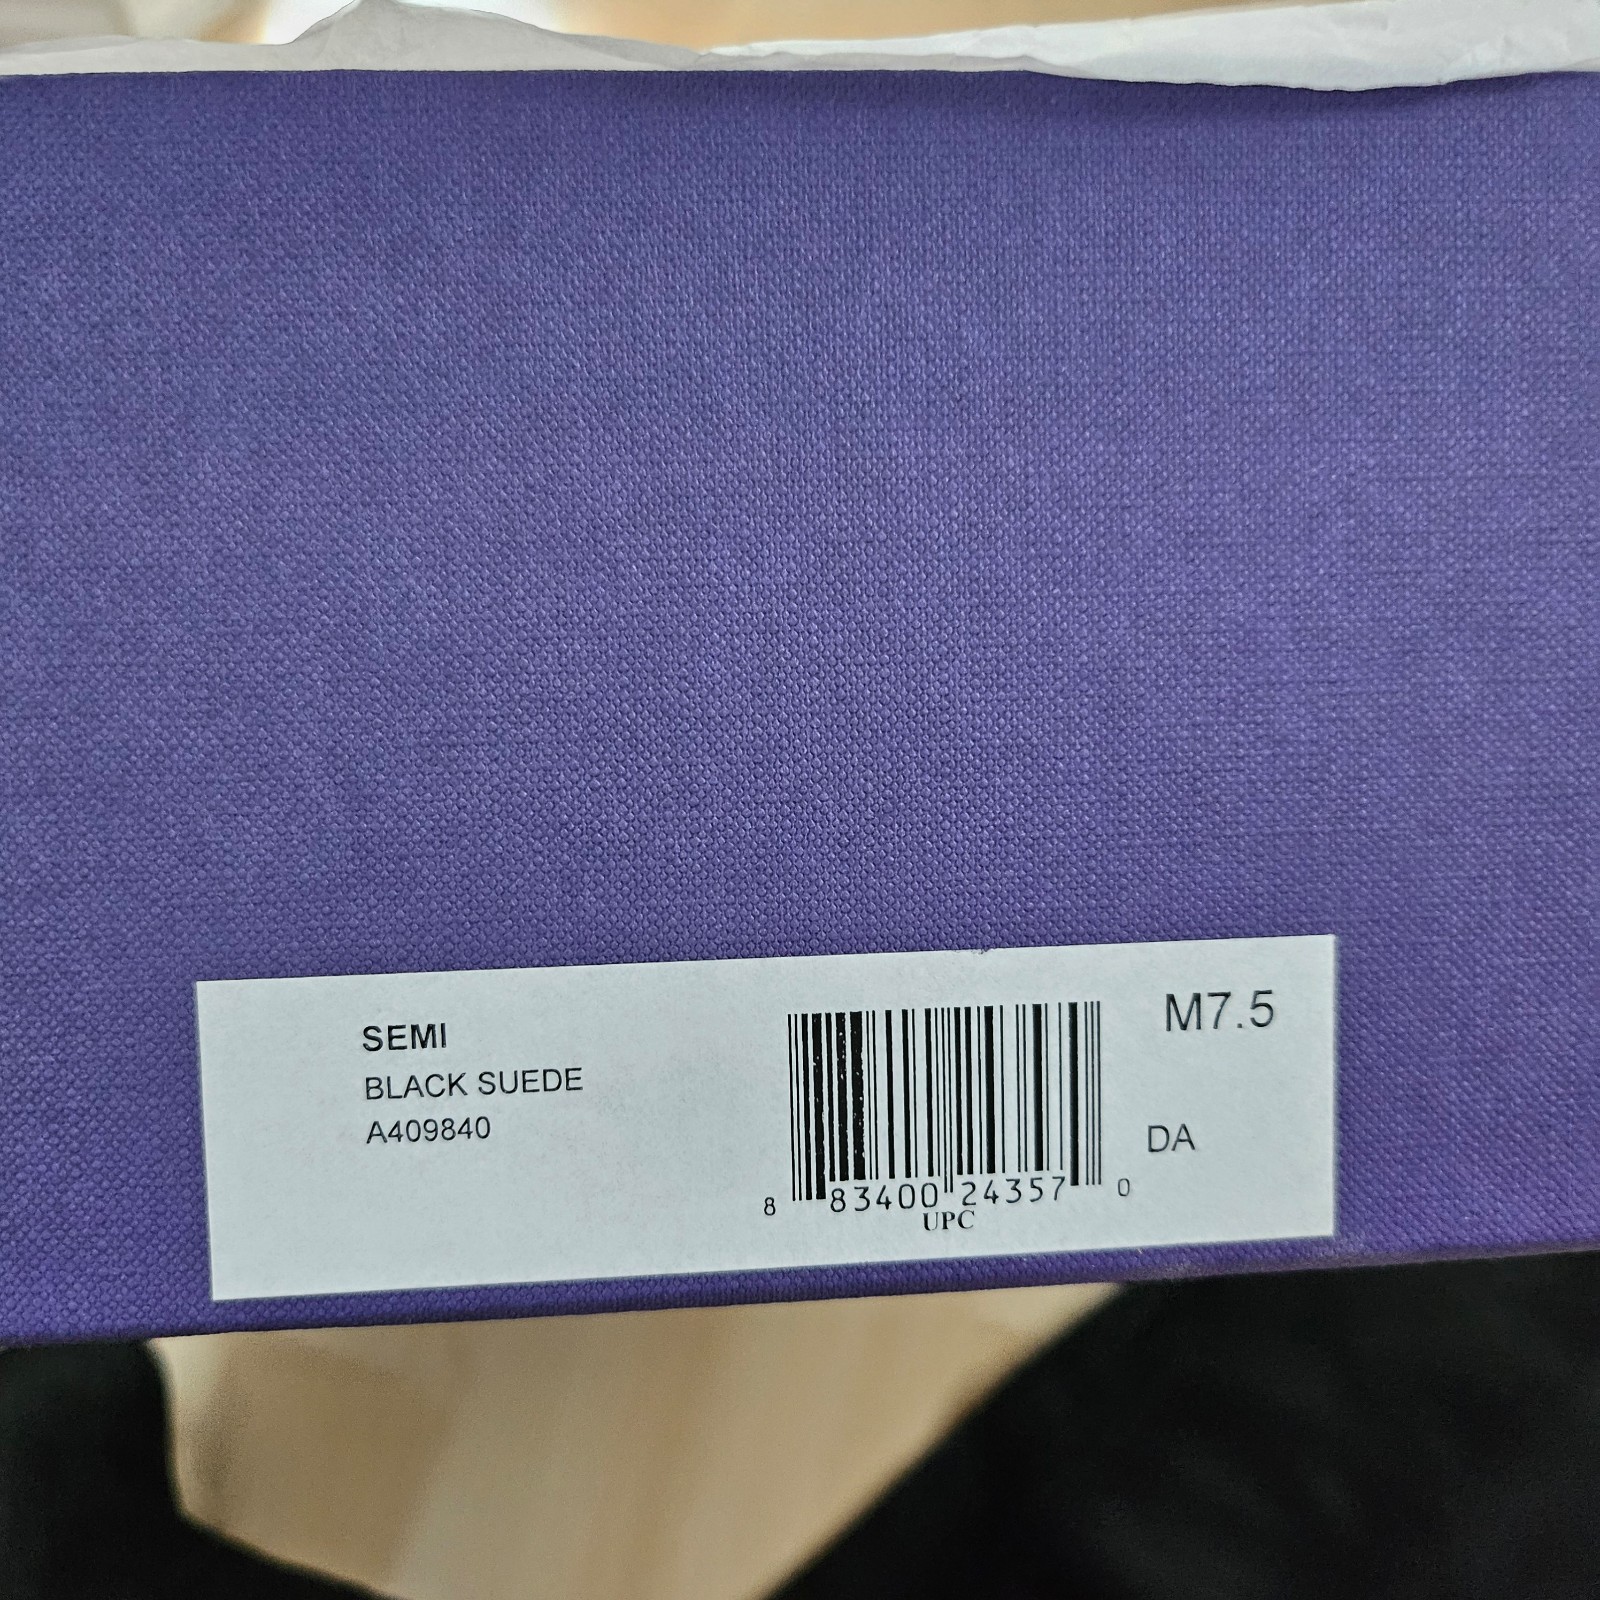 SEMI
BLACK SUEDE
A409840
M7.5
DA
8 83400 24357 0
UPC